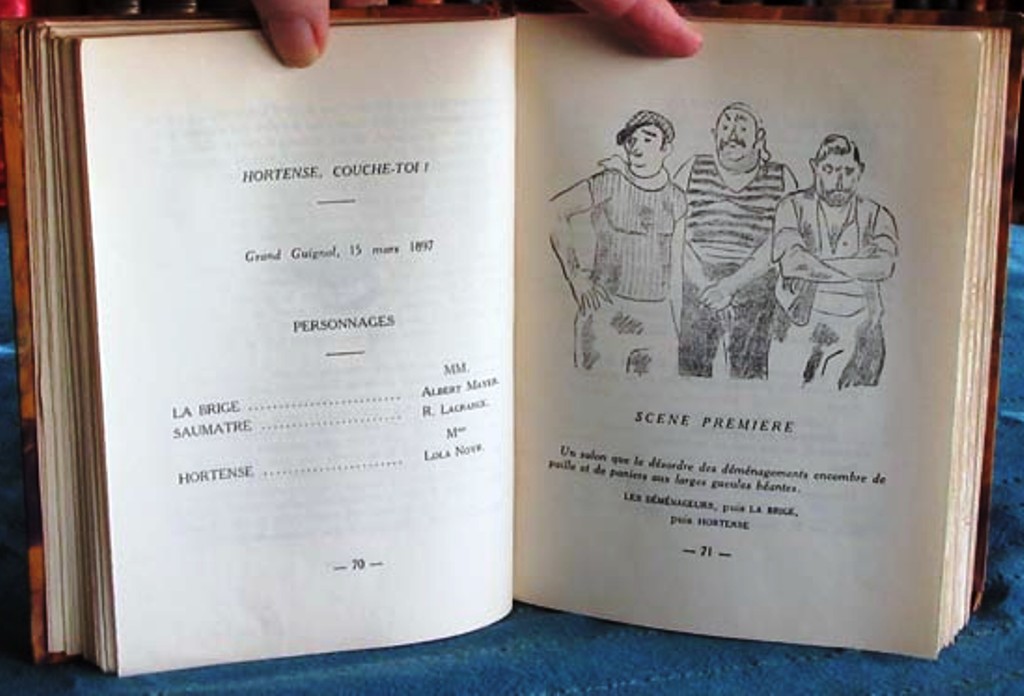 HORTENSE, COUCHE-TOI !
Grand Guignol, 15 mars 1897
PERSONNAGES
MM.
LA BRIGE .............................. ALBERT MAYER.
SAUMATRE ........................... R. LAGRANGE.
Mme
HORTENSE ............................ LOLA NOYR.
— 70 —
SCENE PREMIERE
Un salon que le désordre des déménagements encombre de
paille et de paniers aux larges gueules béantes.
LES DÉMÉNAGEURS, puis LA BRIGE,
puis HORTENSE
— 71 —